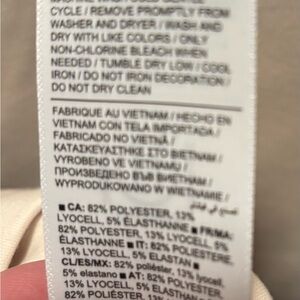 MACHINE WASH COLD GENTLE
CYCLE / REMOVE PROMPTLY FROM
WASHER AND DRYER / WASH AND
DRY WITH LIKE COLORS / ONLY
NON-CHLORINE BLEACH WHEN
NEEDED / TUMBLE DRY LOW / COOL
IRON / DO NOT IRON DECORATION /
DO NOT DRY CLEAN
FABRIQUE AU VIETNAM / HECHO EN
VIETNAM CON TELA IMPORTADA /
FABRICADO NO VIETNÃ /
ΚΑΤΑΣΚΕΥΑΣΤΗΚΕ ΣΤΟ ΒΙΕΤΝΑΜ /
VYROBENO VE VIETNAMU /
ПРОИЗВЕДЕНО ВЪВ ВИЕТНАМ /
WYPRODUKOWANO W WIETNAMIE /
■ CA: 82% POLYESTER, 13%
LYOCELL, 5% ELASTHANNE ■ FR/MA:
82% POLYESTER, 13% LYOCELL, 5%
ÉLASTHANNE ■ IT: 82% POLIESTERE,
13% LYOCELL, 5% ELASTAN ■
CL/ES/MX: 82% poliéster, 13% lyocell,
5% elastano ■ AT: 82% POLYESTER,
13% LYOCELL, 5% ELASTAN
82% POLIÉSTER, 13%